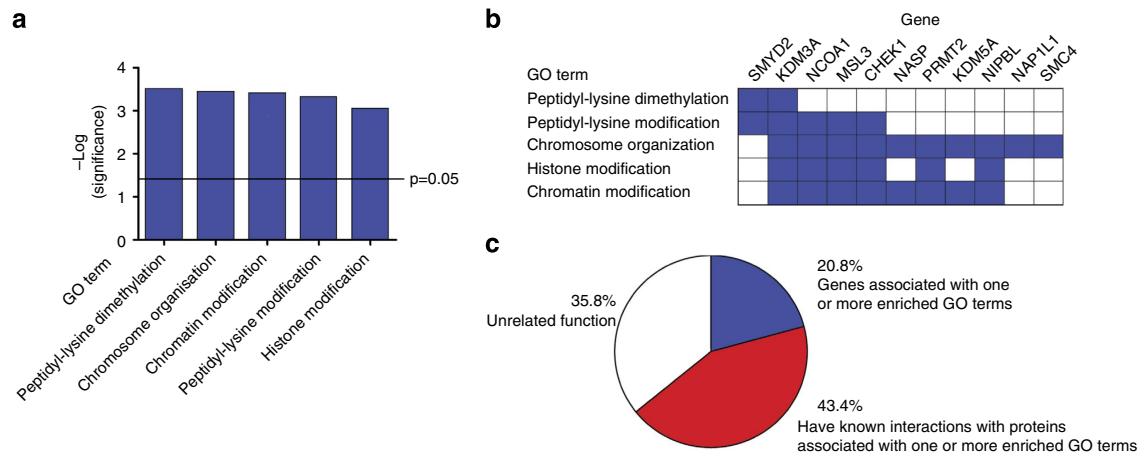 a
4
3
2
1
0
–Log
(significance)
p=0.05
GO term
Peptidyl-lysine dimethylation
Chromosome organisation
Chromatin modification
Peptidyl-lysine modification
Histone modification
b
Gene
SMYD2
KDM3A
NCOA1
MSL3
CHEK1
NASP
PRMT2
KDM5A
NIPBL
NAP1L1
SMC4
GO term
Peptidyl-lysine dimethylation
Peptidyl-lysine modification
Chromosome organization
Histone modification
Chromatin modification
c
20.8%
Genes associated with one
or more enriched GO terms
35.8%
Unrelated function
43.4%
Have known interactions with proteins
associated with one or more enriched GO terms